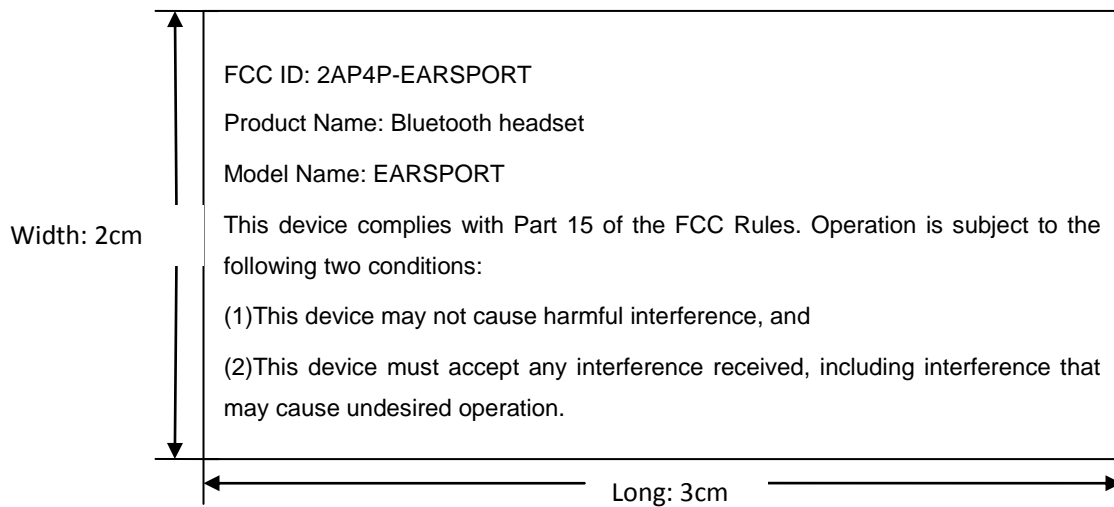 FCC ID: 2AP4P-EARSPORT
Product Name: Bluetooth headset
Model Name: EARSPORT
This device complies with Part 15 of the FCC Rules. Operation is subject to the
following two conditions:
(1)This device may not cause harmful interference, and
(2)This device must accept any interference received, including interference that
may cause undesired operation.
Width: 2cm
Long: 3cm